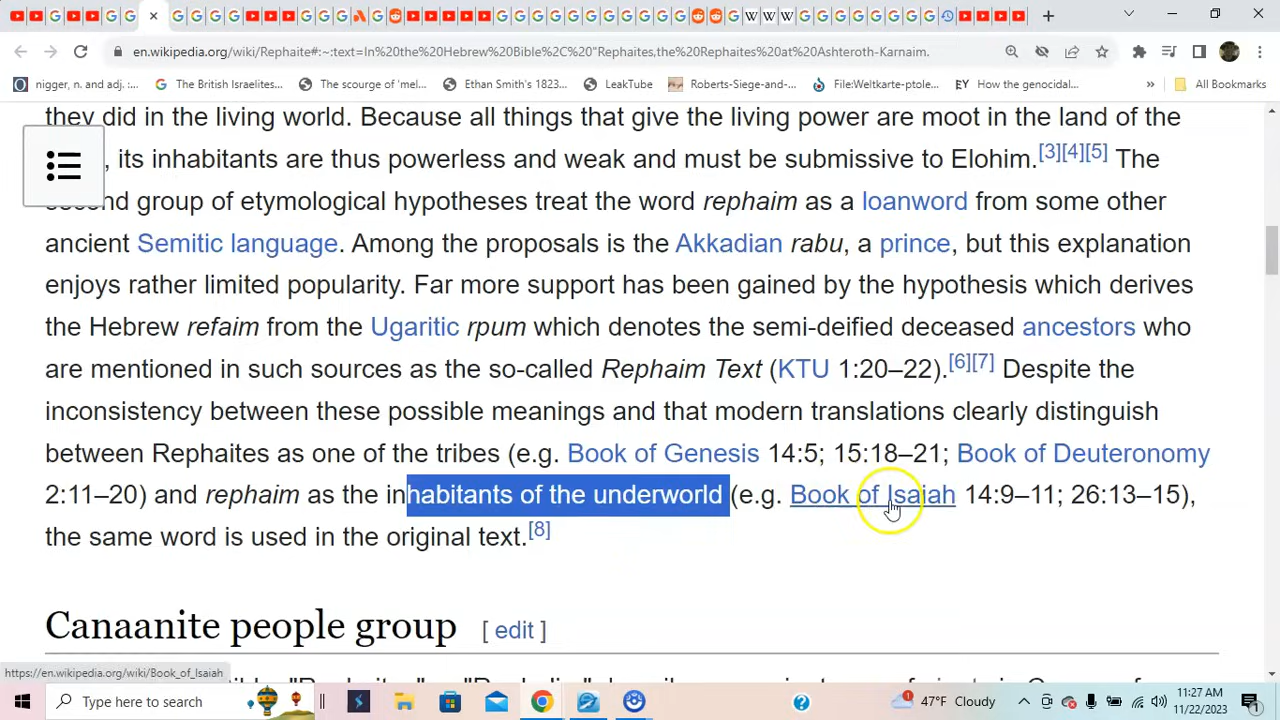 en.wikipedia.org/wiki/Rephaite#:~:text=In%20the%20Hebrew%20Bible%2C%20"Rephaites,the%20Rephaites%20at%20Ashteroth-Karnaim.
nigger, n. and adj. :... The British Israelites... The scourge of 'mel... Ethan Smith's 1823... LeakTube Roberts-Siege-and-... File:Weltkarte-ptole... EY How the genocidal... » All Bookmarks
they did in the living world. Because all things that give the living power are moot in the land of the
, its inhabitants are thus powerless and weak and must be submissive to Elohim.[3][4][5] The
second group of etymological hypotheses treat the word rephaim as a loanword from some other
ancient Semitic language. Among the proposals is the Akkadian rabu, a prince, but this explanation
enjoys rather limited popularity. Far more support has been gained by the hypothesis which derives
the Hebrew refaim from the Ugaritic rpum which denotes the semi-deified deceased ancestors who
are mentioned in such sources as the so-called Rephaim Text (KTU 1:20–22).[6][7] Despite the
inconsistency between these possible meanings and that modern translations clearly distinguish
between Rephaites as one of the tribes (e.g. Book of Genesis 14:5; 15:18–21; Book of Deuteronomy
2:11–20) and rephaim as the inhabitants of the underworld (e.g. Book of Isaiah 14:9–11; 26:13–15),
the same word is used in the original text.[8]
Canaanite people group [ edit ]
https://en.wikipedia.org/wiki/Book_of_Isaiah
Type here to search
47°F Cloudy
11:27 AM
11/22/2023